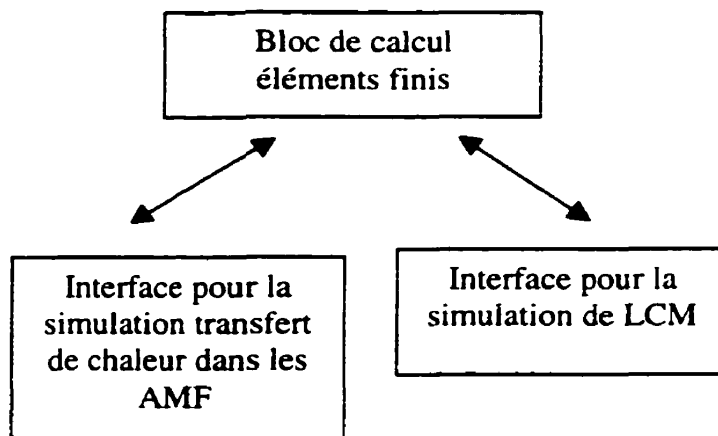 Bloc de calcul
éléments finis
Interface pour la
simulation transfert
de chaleur dans les
AMF
Interface pour la
simulation de LCM